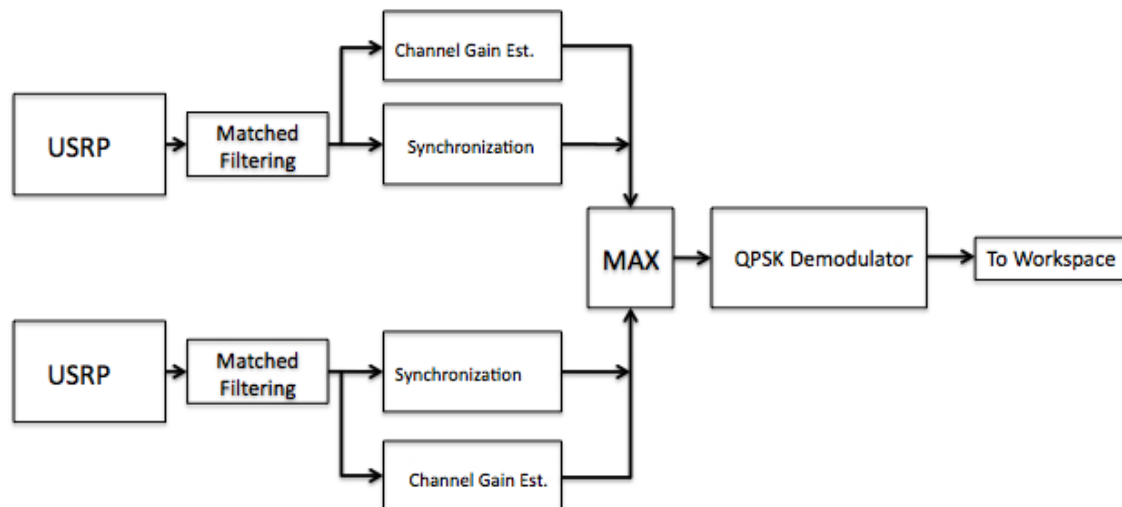 Channel Gain Est.
USRP
Matched
Filtering
Synchronization
MAX
QPSK Demodulator
To Workspace
USRP
Matched
Filtering
Synchronization
Channel Gain Est.